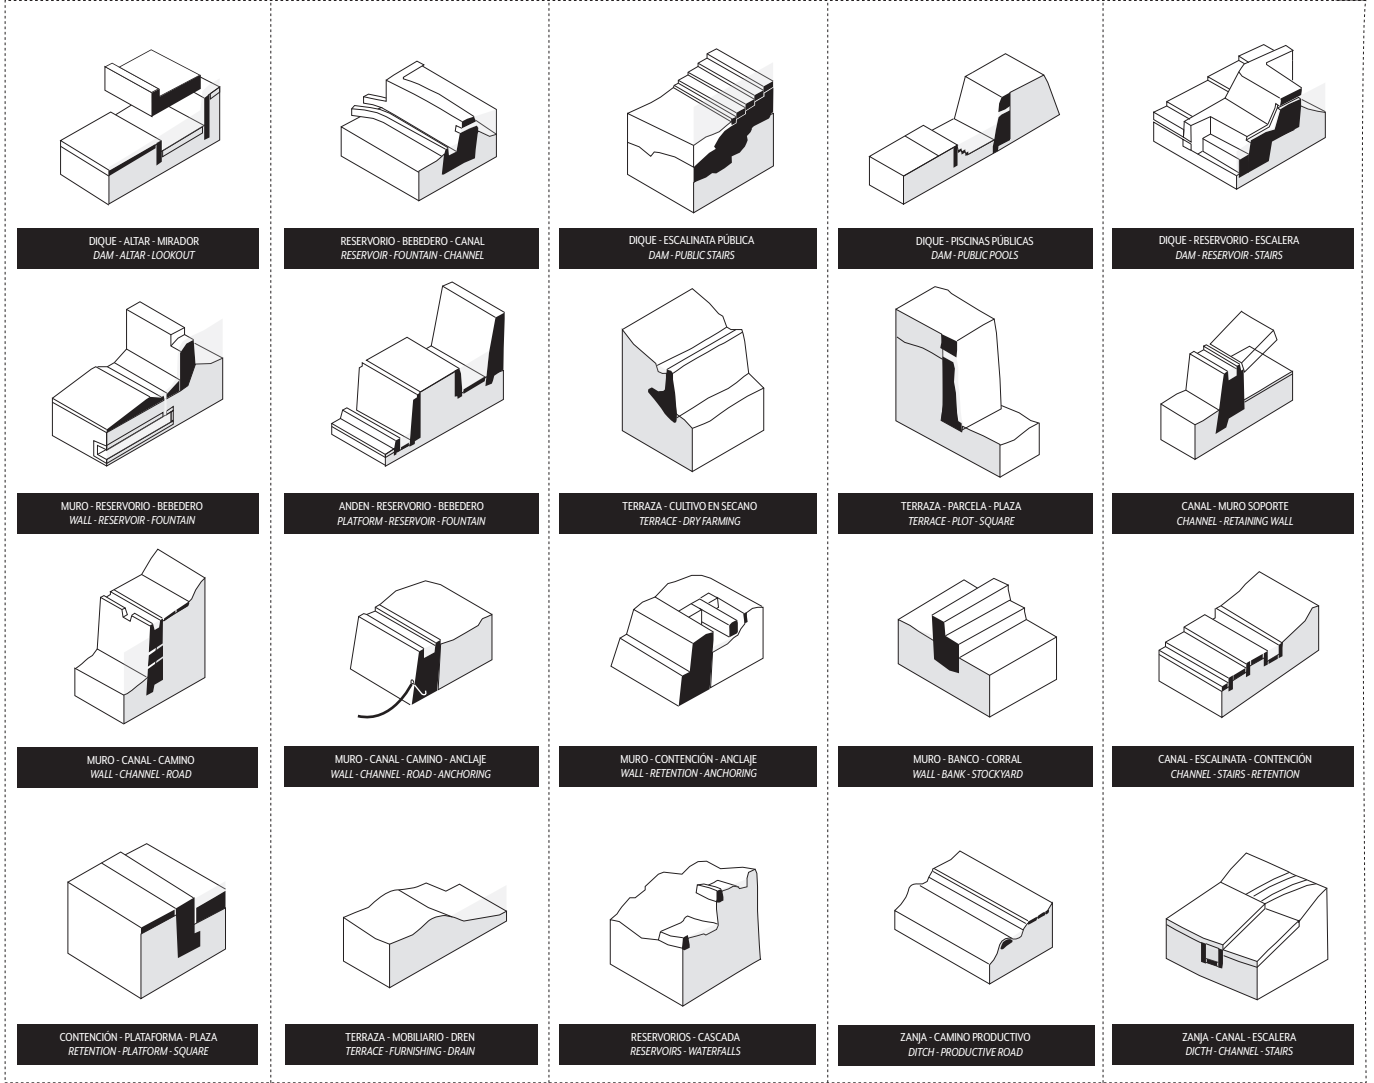 DIQUE - ALTAR - MIRADOR
DAM - ALTAR - LOOKOUT
RESERVORIO - BEBEDERO - CANAL
RESERVOIR - FOUNTAIN - CHANNEL
DIQUE - ESCALINATA PÚBLICA
DAM - PUBLIC STAIRS
DIQUE - PISCINAS PÚBLICAS
DAM - PUBLIC POOLS
DIQUE - RESERVORIO - ESCALERA
DAM - RESERVOIR - STAIRS
MURO - RESERVORIO - BEBEDERO
WALL - RESERVOIR - FOUNTAIN
ANDEN - RESERVORIO - BEBEDERO
PLATFORM - RESERVOIR - FOUNTAIN
TERRAZA - CULTIVO EN SECANO
TERRACE - DRY FARMING
TERRAZA - PARCELA - PLAZA
TERRACE - PLOT - SQUARE
CANAL - MURO SOPORTE
CHANNEL - RETAINING WALL
MURO - CANAL - CAMINO
WALL - CHANNEL - ROAD
MURO - CANAL - CAMINO - ANCLAJE
WALL - CHANNEL - ROAD - ANCHORING
MURO - CONTENCIÓN - ANCLAJE
WALL - RETENTION - ANCHORING
MURO - BANCO - CORRAL
WALL - BANK - STOCKYARD
CANAL - ESCALINATA - CONTENCIÓN
CHANNEL - STAIRS - RETENTION
CONTENCIÓN - PLATAFORMA - PLAZA
RETENTION - PLATFORM - SQUARE
TERRAZA - MOBILIARIO - DREN
TERRACE - FURNISHING - DRAIN
RESERVORIOS - CASCADA
RESERVOIRS - WATERFALLS
ZANJA - CAMINO PRODUCTIVO
DITCH - PRODUCTIVE ROAD
ZANJA - CANAL - ESCALERA
DICTH - CHANNEL - STAIRS